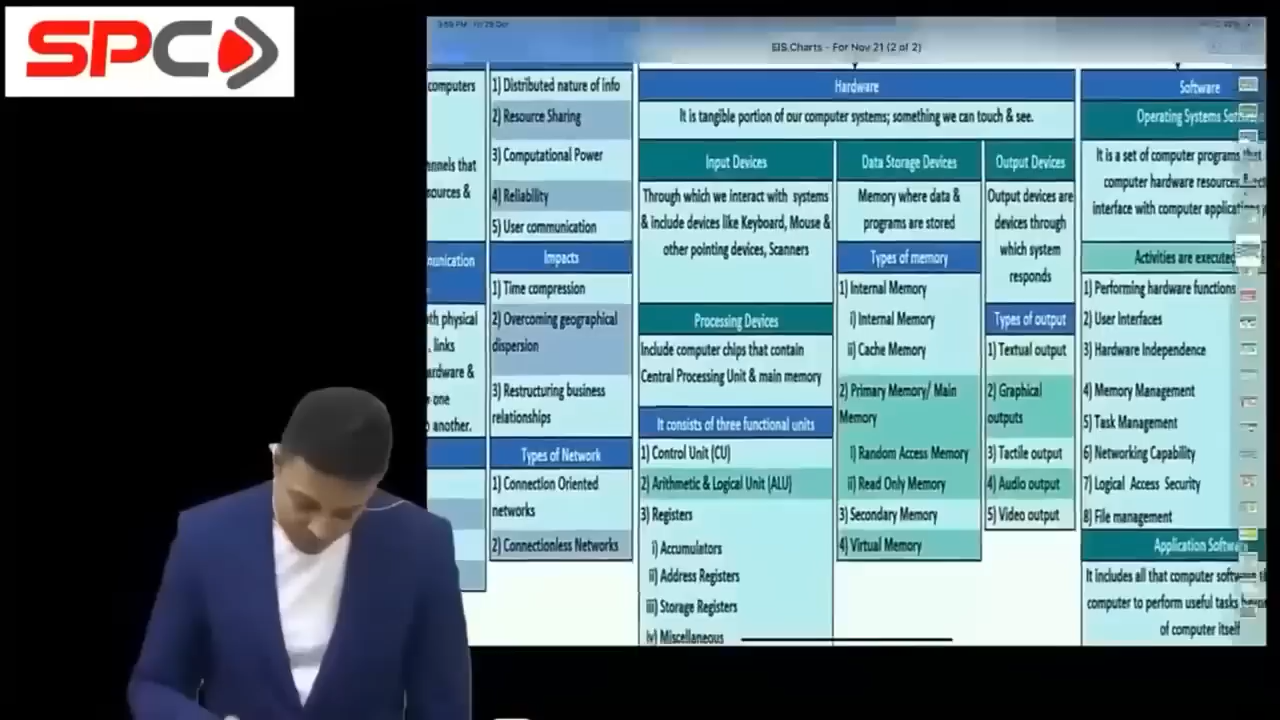 SPC
EIS.Charts - For Nov 21 (2 of 2)
computers
nnels that
sources &
munication
th physical
, links
ardware &
one
another.
1) Distributed nature of info
2) Resource Sharing
3) Computational Power
4) Reliability
5) User communication
Impacts
1) Time compression
2) Overcoming geographical
dispersion
3) Restructuring business
relationships
Types of Network
1) Connection Oriented
networks
2) Connectionless Networks
Hardware
It is tangible portion of our computer systems; something we can touch & see.
Input Devices
Through which we interact with systems
& include devices like Keyboard, Mouse &
other pointing devices, Scanners
Processing Devices
Include computer chips that contain
Central Processing Unit & main memory
It consists of three functional units
1) Control Unit (CU)
2) Arithmetic & Logical Unit (ALU)
3) Registers
i) Accumulators
ii) Address Registers
iii) Storage Registers
iv) Miscellaneous
Data Storage Devices
Memory where data &
programs are stored
Types of memory
1) Internal Memory
i) Internal Memory
ii) Cache Memory
2) Primary Memory/ Main
Memory
i) Random Access Memory
ii) Read Only Memory
3) Secondary Memory
4) Virtual Memory
Output Devices
Output devices are
devices through
which system
responds
Types of output
1) Textual output
2) Graphical
outputs
3) Tactile output
4) Audio output
5) Video output
Software
Operating Systems
It is a set of computer programs that
computer hardware resources &
interface with computer
Activities are executed
1) Performing hardware functions
2) User Interfaces
3) Hardware Independence
4) Memory Management
5) Task Management
6) Networking Capability
7) Logical Access Security
8) File management
Application
It includes all that computer
computer to perform useful tasks
of computer itself